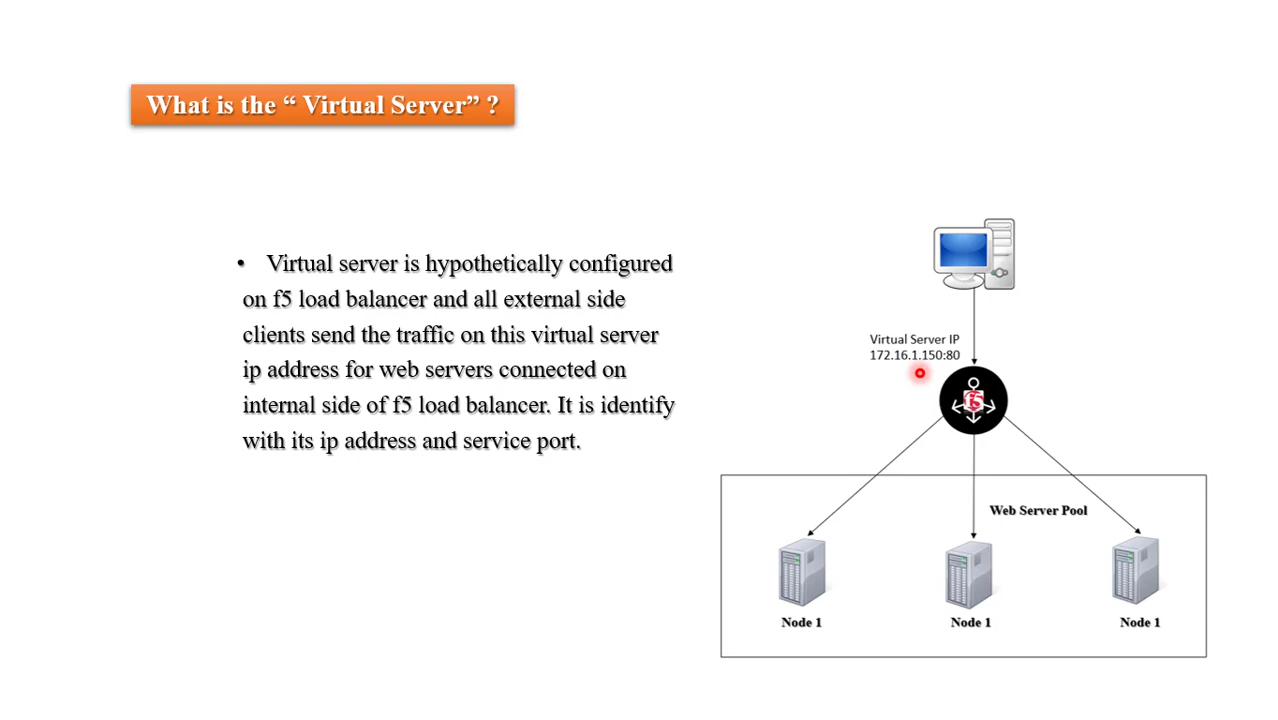 What is the “ Virtual Server” ?
• Virtual server is hypothetically configured
on f5 load balancer and all external side
clients send the traffic on this virtual server
ip address for web servers connected on
internal side of f5 load balancer. It is identify
with its ip address and service port.
Virtual Server IP
172.16.1.150:80
f5
Web Server Pool
Node 1
Node 1
Node 1